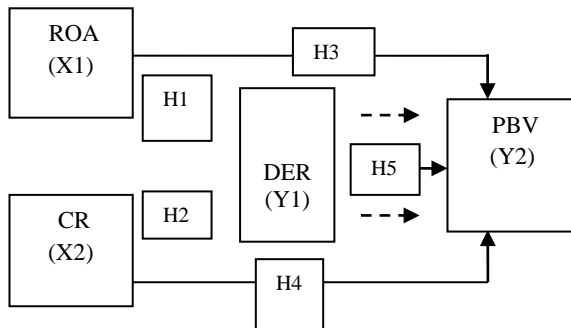 ROA
(X1)
H3
H1
PBV
(Y2)
DER
(Y1)
H5
H2
CR
(X2)
H4